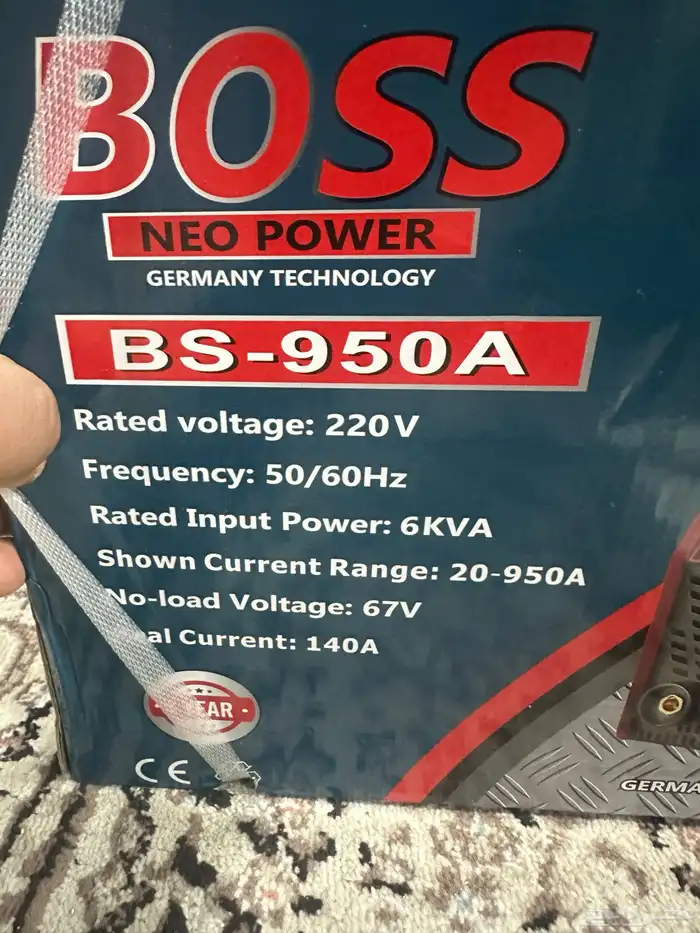 BOSS
NEO POWER
GERMANY TECHNOLOGY
BS-950A
Rated voltage: 220V
Frequency: 50/60Hz
Rated Input Power: 6KVA
Shown Current Range: 20-950A
No-load Voltage: 67V
Current: 140A
CE